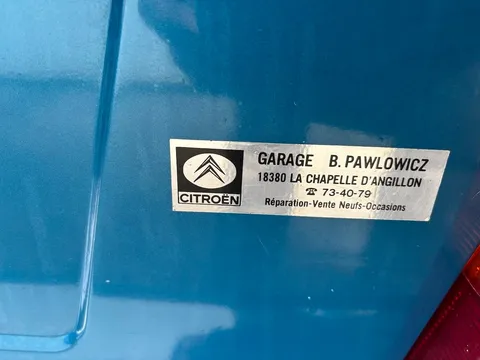 CITROËN
GARAGE B. PAWLOWICZ
18380 LA CHAPELLE D'ANGILLON
☎ 73-40-79
Réparation-Vente Neufs-Occasions